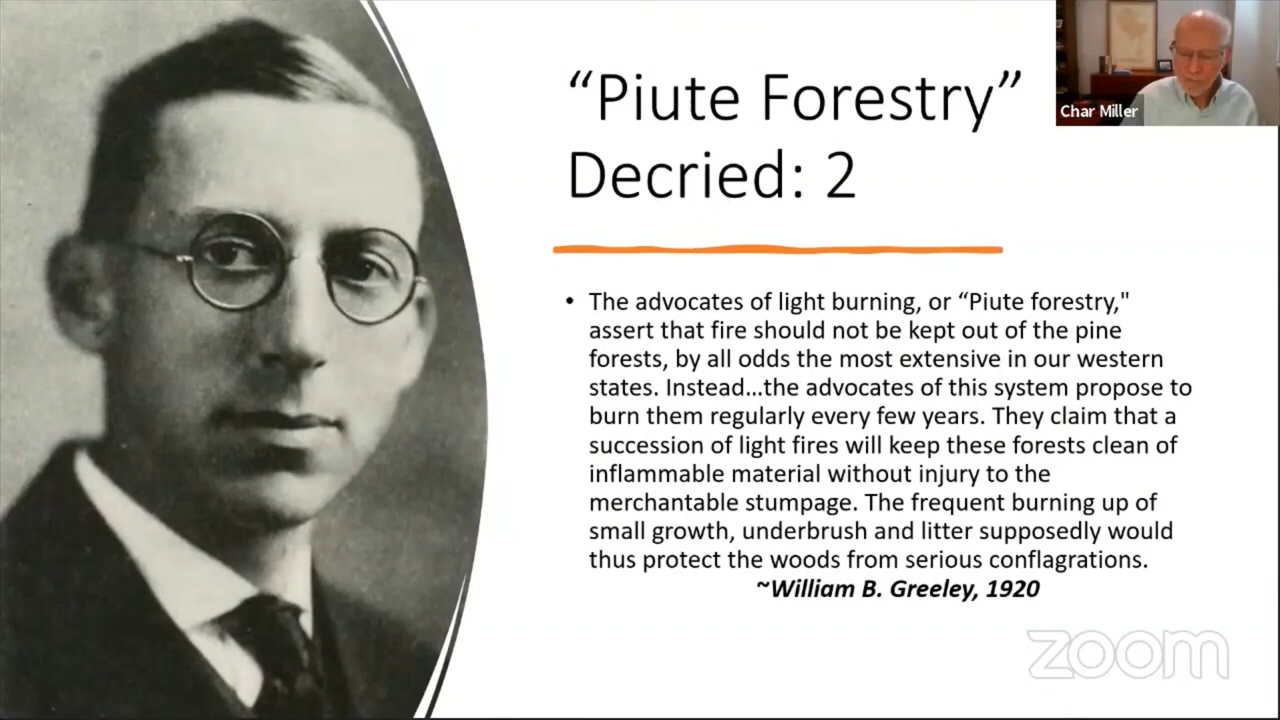 “Piute Forestry”
Decried: 2
Char Miller
• The advocates of light burning, or “Piute forestry,"
assert that fire should not be kept out of the pine
forests, by all odds the most extensive in our western
states. Instead…the advocates of this system propose to
burn them regularly every few years. They claim that a
succession of light fires will keep these forests clean of
inflammable material without injury to the
merchantable stumpage. The frequent burning up of
small growth, underbrush and litter supposedly would
thus protect the woods from serious conflagrations.
~William B. Greeley, 1920
zoom